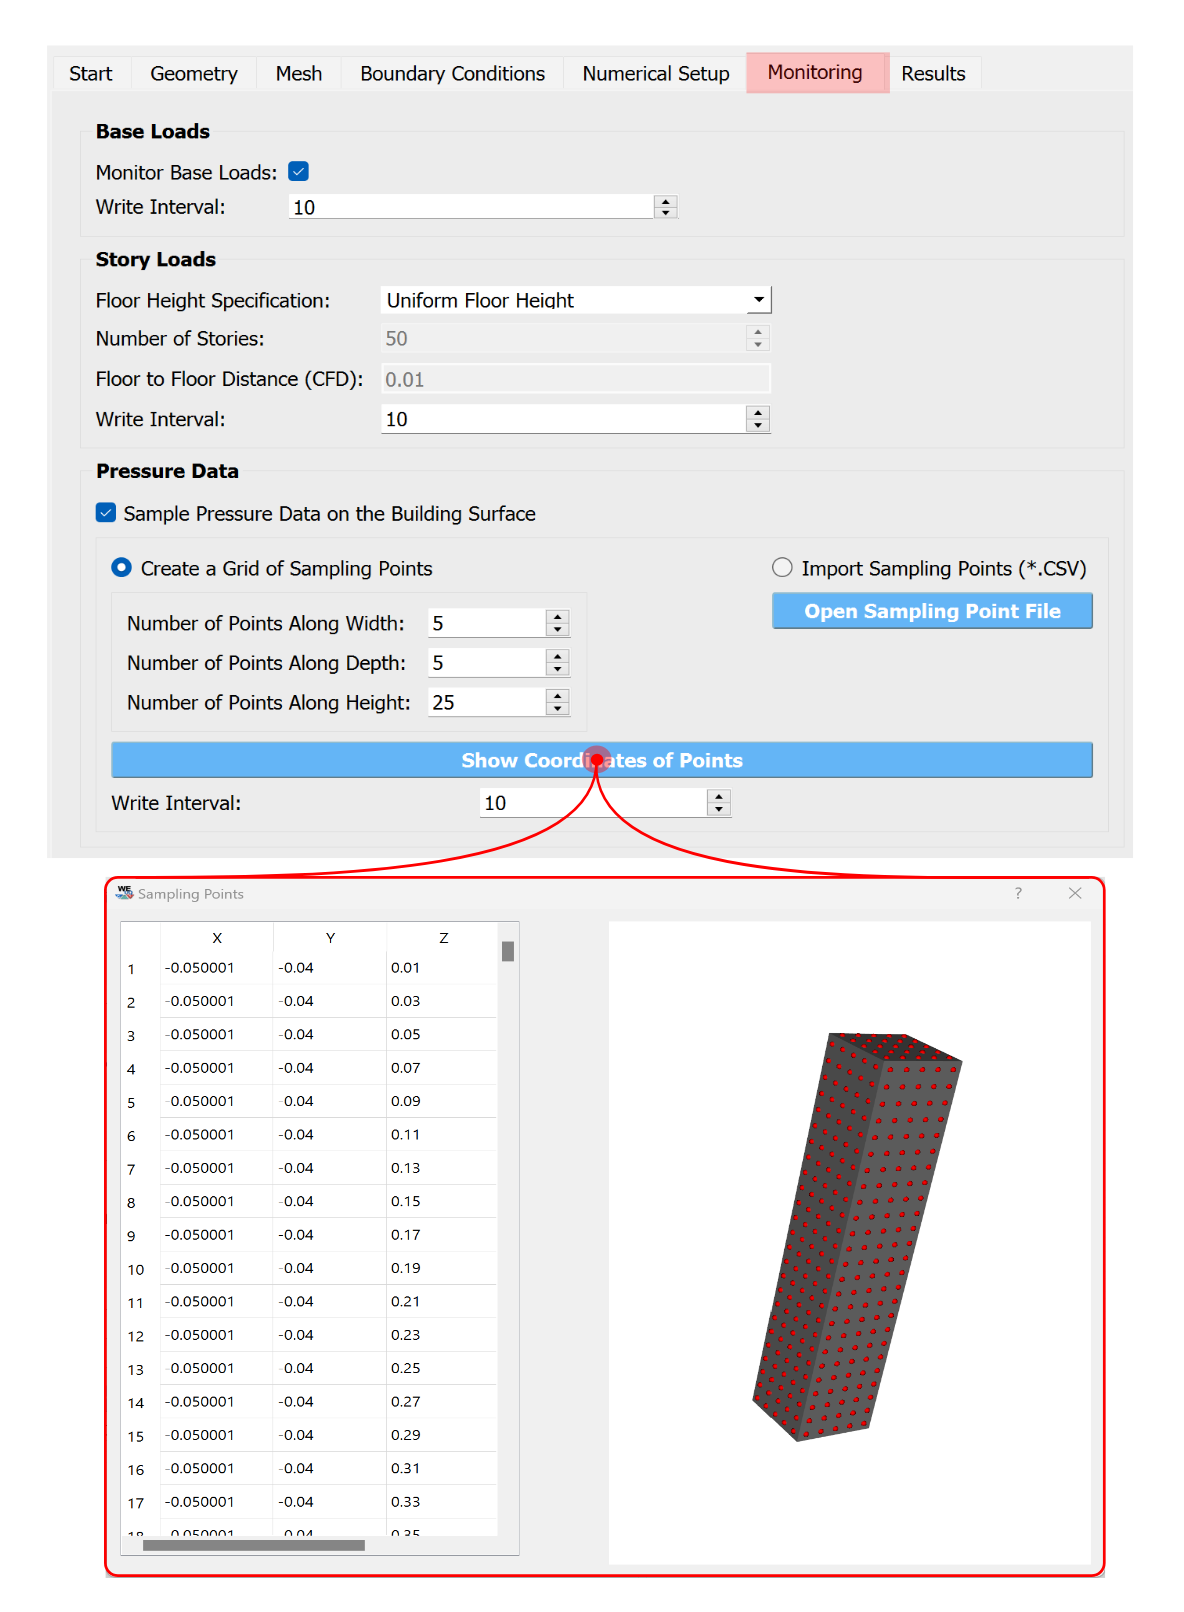 Start Geometry Mesh Boundary Conditions Numerical Setup Monitoring Results
Base Loads
Monitor Base Loads:
Write Interval: 10
Story Loads
Floor Height Specification: Uniform Floor Height
Number of Stories: 50
Floor to Floor Distance (CFD): 0.01
Write Interval: 10
Pressure Data
Sample Pressure Data on the Building Surface
Create a Grid of Sampling Points Import Sampling Points (*.CSV)
Open Sampling Point File
Number of Points Along Width: 5
Number of Points Along Depth: 5
Number of Points Along Height: 25
Show Coordinates of Points
Write Interval: 10
WE Sampling Points ?
X Y Z
1 -0.050001 -0.04 0.01
2 -0.050001 -0.04 0.03
3 -0.050001 -0.04 0.05
4 -0.050001 -0.04 0.07
5 -0.050001 -0.04 0.09
6 -0.050001 -0.04 0.11
7 -0.050001 -0.04 0.13
8 -0.050001 -0.04 0.15
9 -0.050001 -0.04 0.17
10 -0.050001 -0.04 0.19
11 -0.050001 -0.04 0.21
12 -0.050001 -0.04 0.23
13 -0.050001 -0.04 0.25
14 -0.050001 -0.04 0.27
15 -0.050001 -0.04 0.29
16 -0.050001 -0.04 0.31
17 -0.050001 -0.04 0.33
18 -0.050001 -0.04 0.35